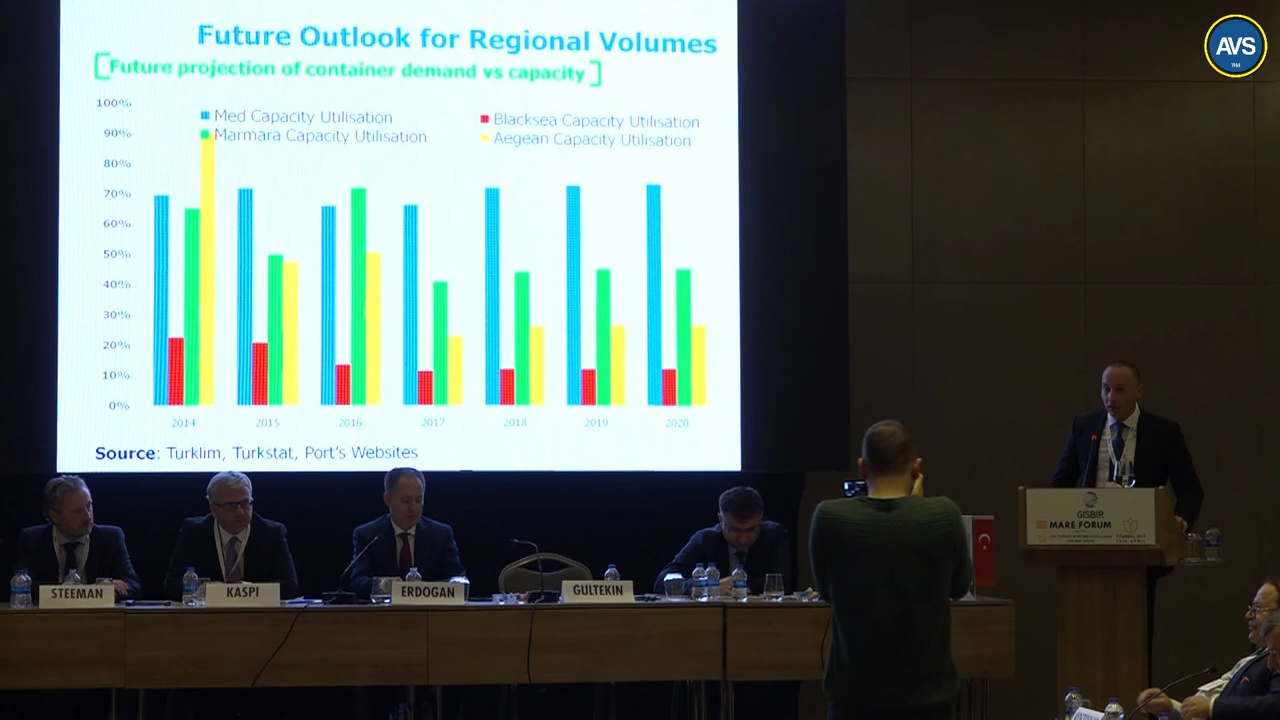 AVS
1985
Future Outlook for Regional Volumes
[Future projection of container demand vs capacity]
100%
90%
80%
70%
60%
50%
40%
30%
20%
10%
0%
Med Capacity Utilisation
Blacksea Capacity Utilisation
Marmara Capacity Utilisation
Aegean Capacity Utilisation
2014 2015 2016 2017 2018 2019 2020
Source: Turklim, Turkstat, Port's Websites
STEEMAN
KASPI
ERDOGAN
GULTEKIN
GISBIR
MARE FORUM